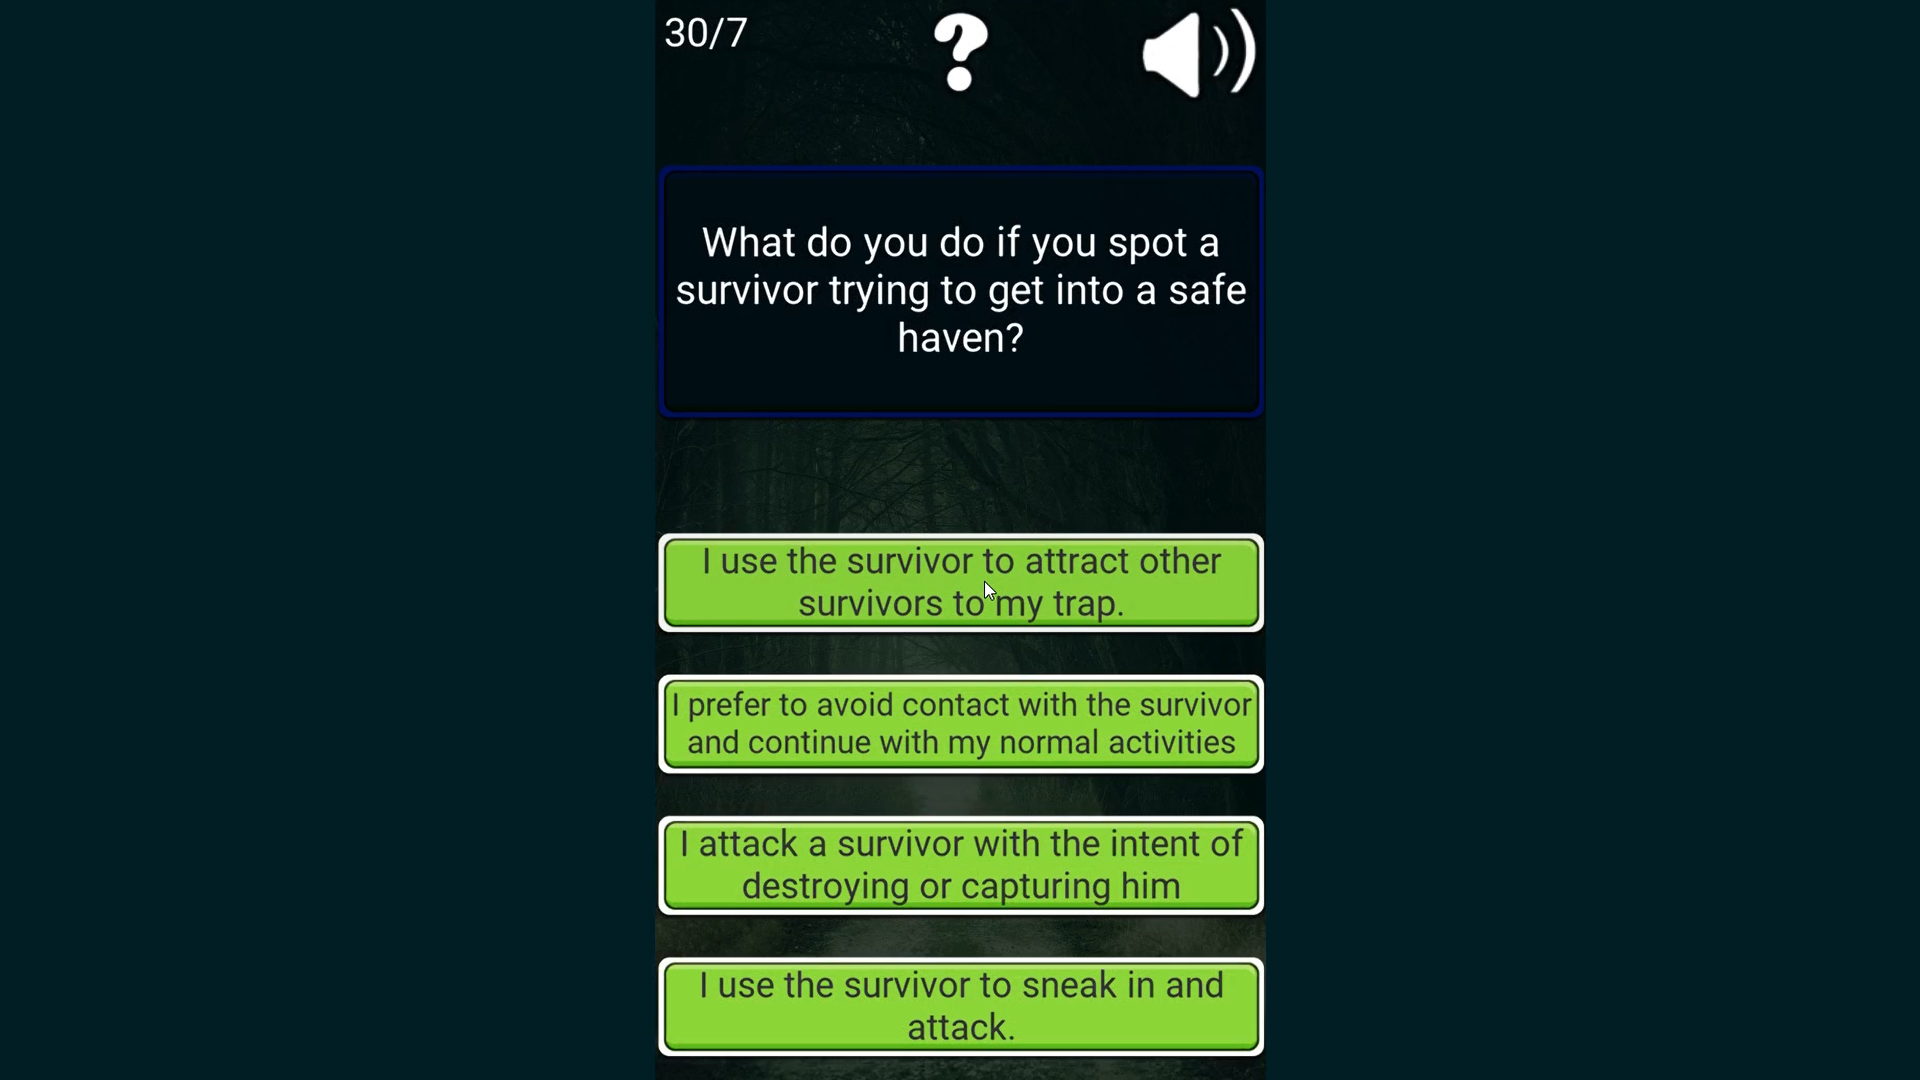 30/7
?
What do you do if you spot a
survivor trying to get into a safe
haven?
I use the survivor to attract other
survivors to my trap.
I prefer to avoid contact with the survivor
and continue with my normal activities
I attack a survivor with the intent of
destroying or capturing him
I use the survivor to sneak in and
attack.